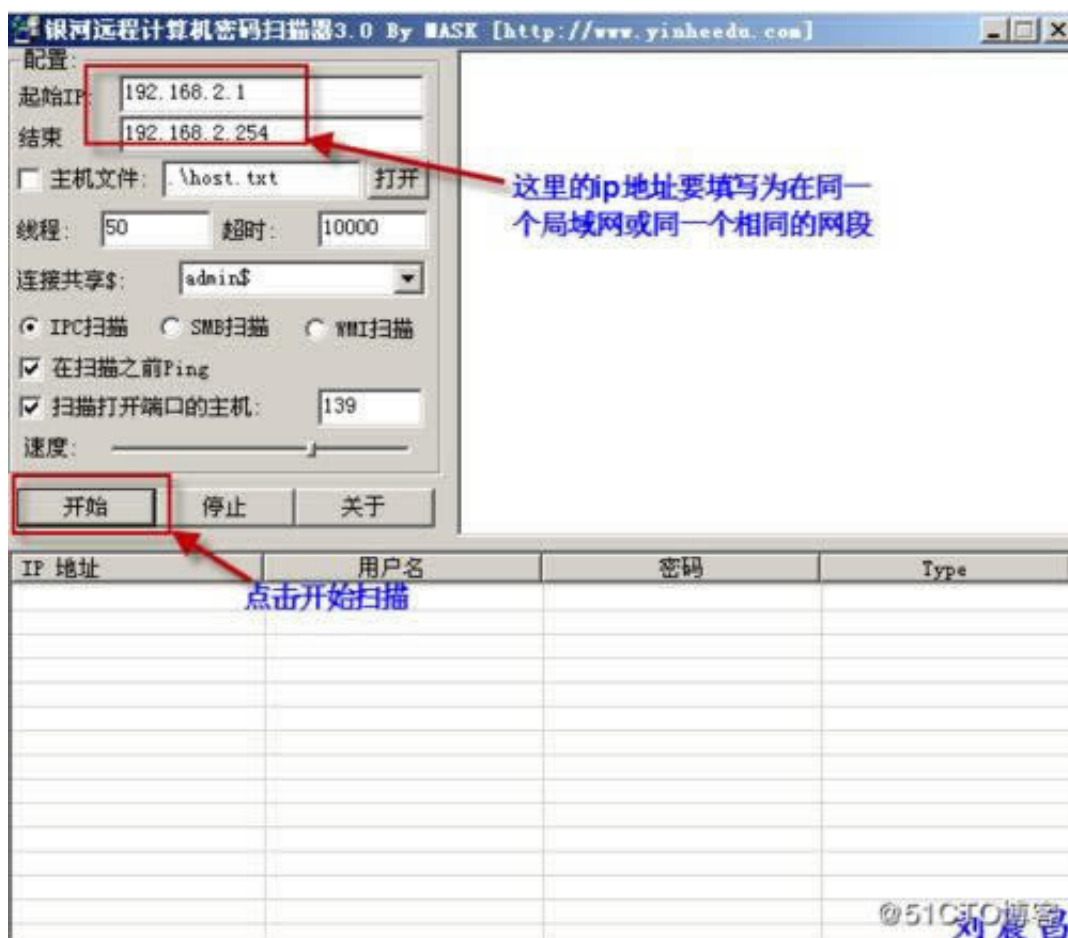 银河远程计算机密码扫描器3.0 By MASK [http://www.yinheedu.com]
配置:
起始IP: 192.168.2.1
结束 192.168.2.254
主机文件: .\host.txt 打开
线程: 50 超时: 10000
连接共享$: admin$
IPC扫描 SMB扫描 WMI扫描
在扫描之前Ping
扫描打开端口的主机: 139
速度:
开始 停止 关于
这里的ip地址要填写为在同一
个局域网或同一个相同的网段
IP 地址 用户名 密码 Type
点击开始扫描
@51CTO博客